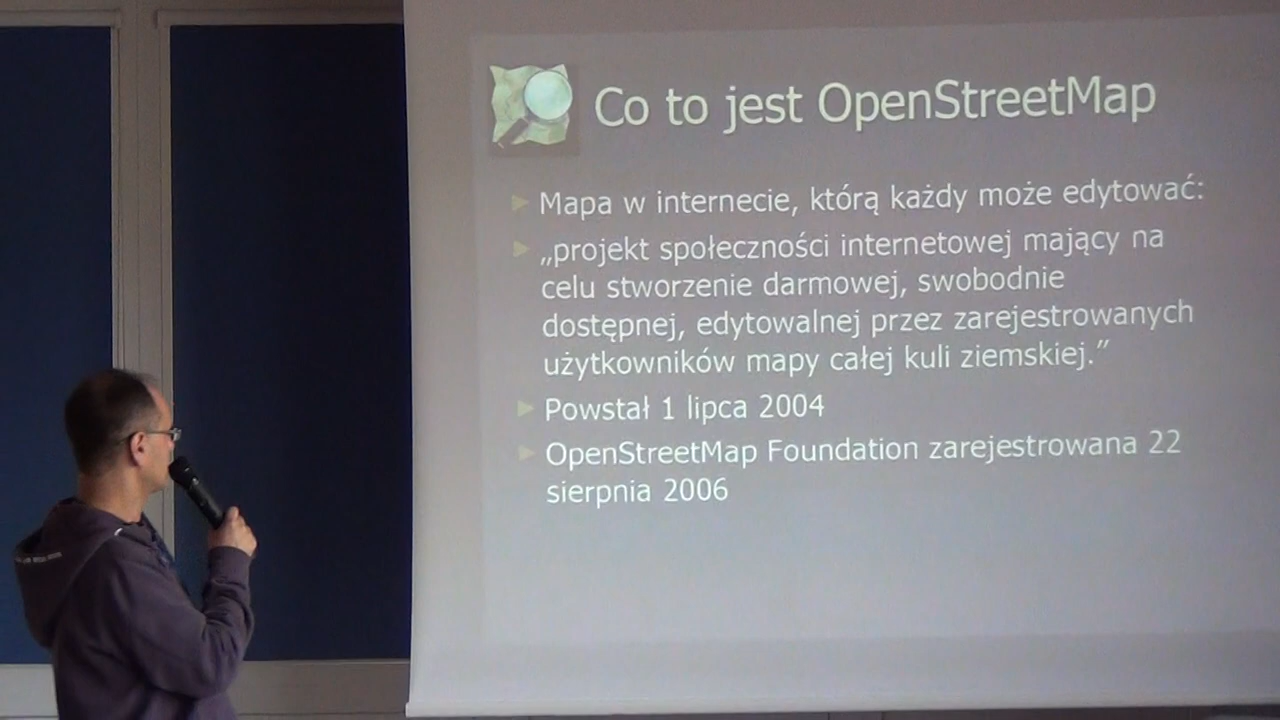 Co to jest OpenStreetMap
Mapa w internecie, którą każdy może edytować:
„projekt społeczności internetowej mający na
celu stworzenie darmowej, swobodnie
dostępnej, edytowalnej przez zarejestrowanych
użytkowników mapy całej kuli ziemskiej.”
Powstał 1 lipca 2004
OpenStreetMap Foundation zarejestrowana 22
sierpnia 2006